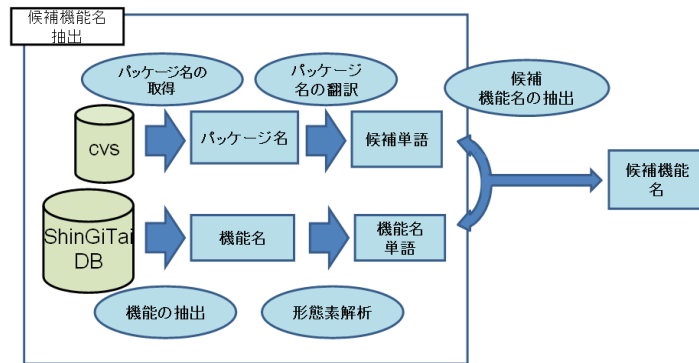 候補機能名
抽出
パッケージ名の
取得
パッケージ
名の翻訳
候補
機能名の抽出
CVS
パッケージ名
候補単語
候補機能
名
ShinGiTai
DB
機能名
機能名
単語
機能の抽出
形態素解析